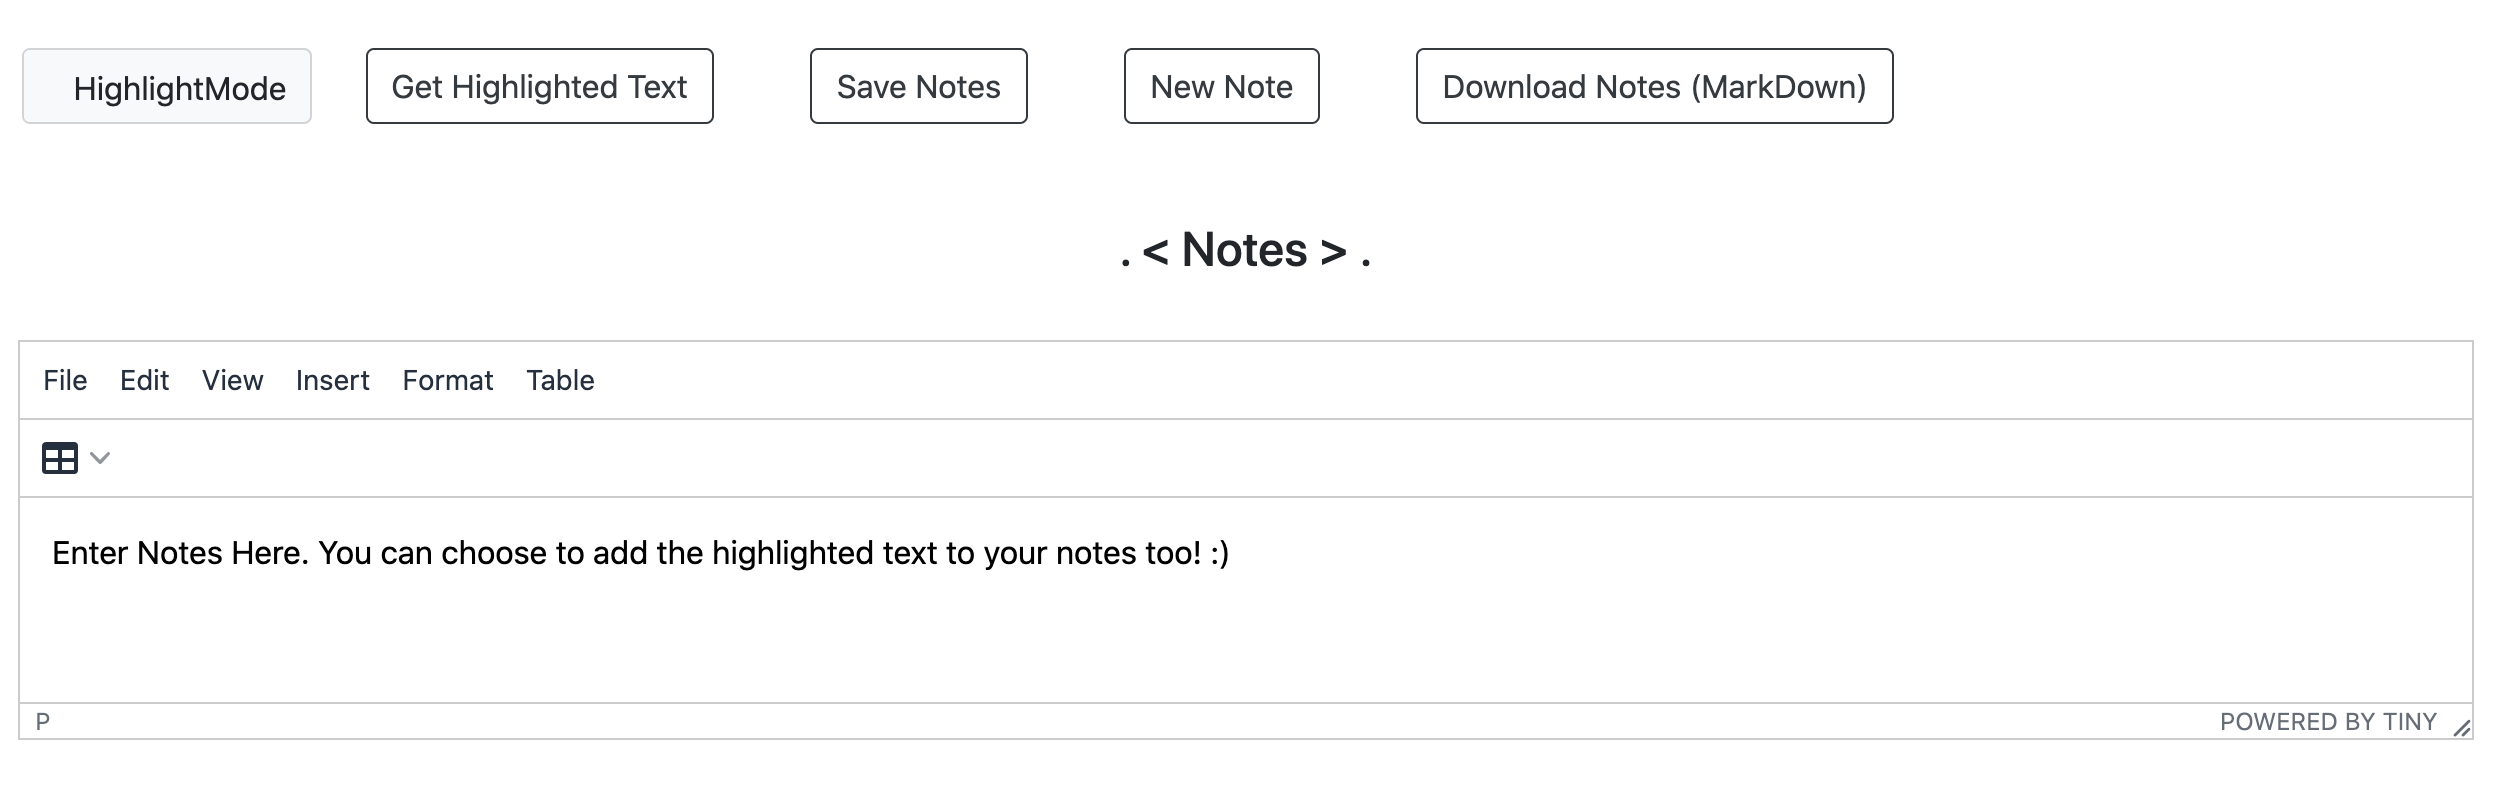 HighlightMode Get Highlighted Text Save Notes New Note Download Notes (MarkDown)
. < Notes > .
File Edit View Insert Format Table
Enter Notes Here. You can choose to add the highlighted text to your notes too! :)
P POWERED BY TINY